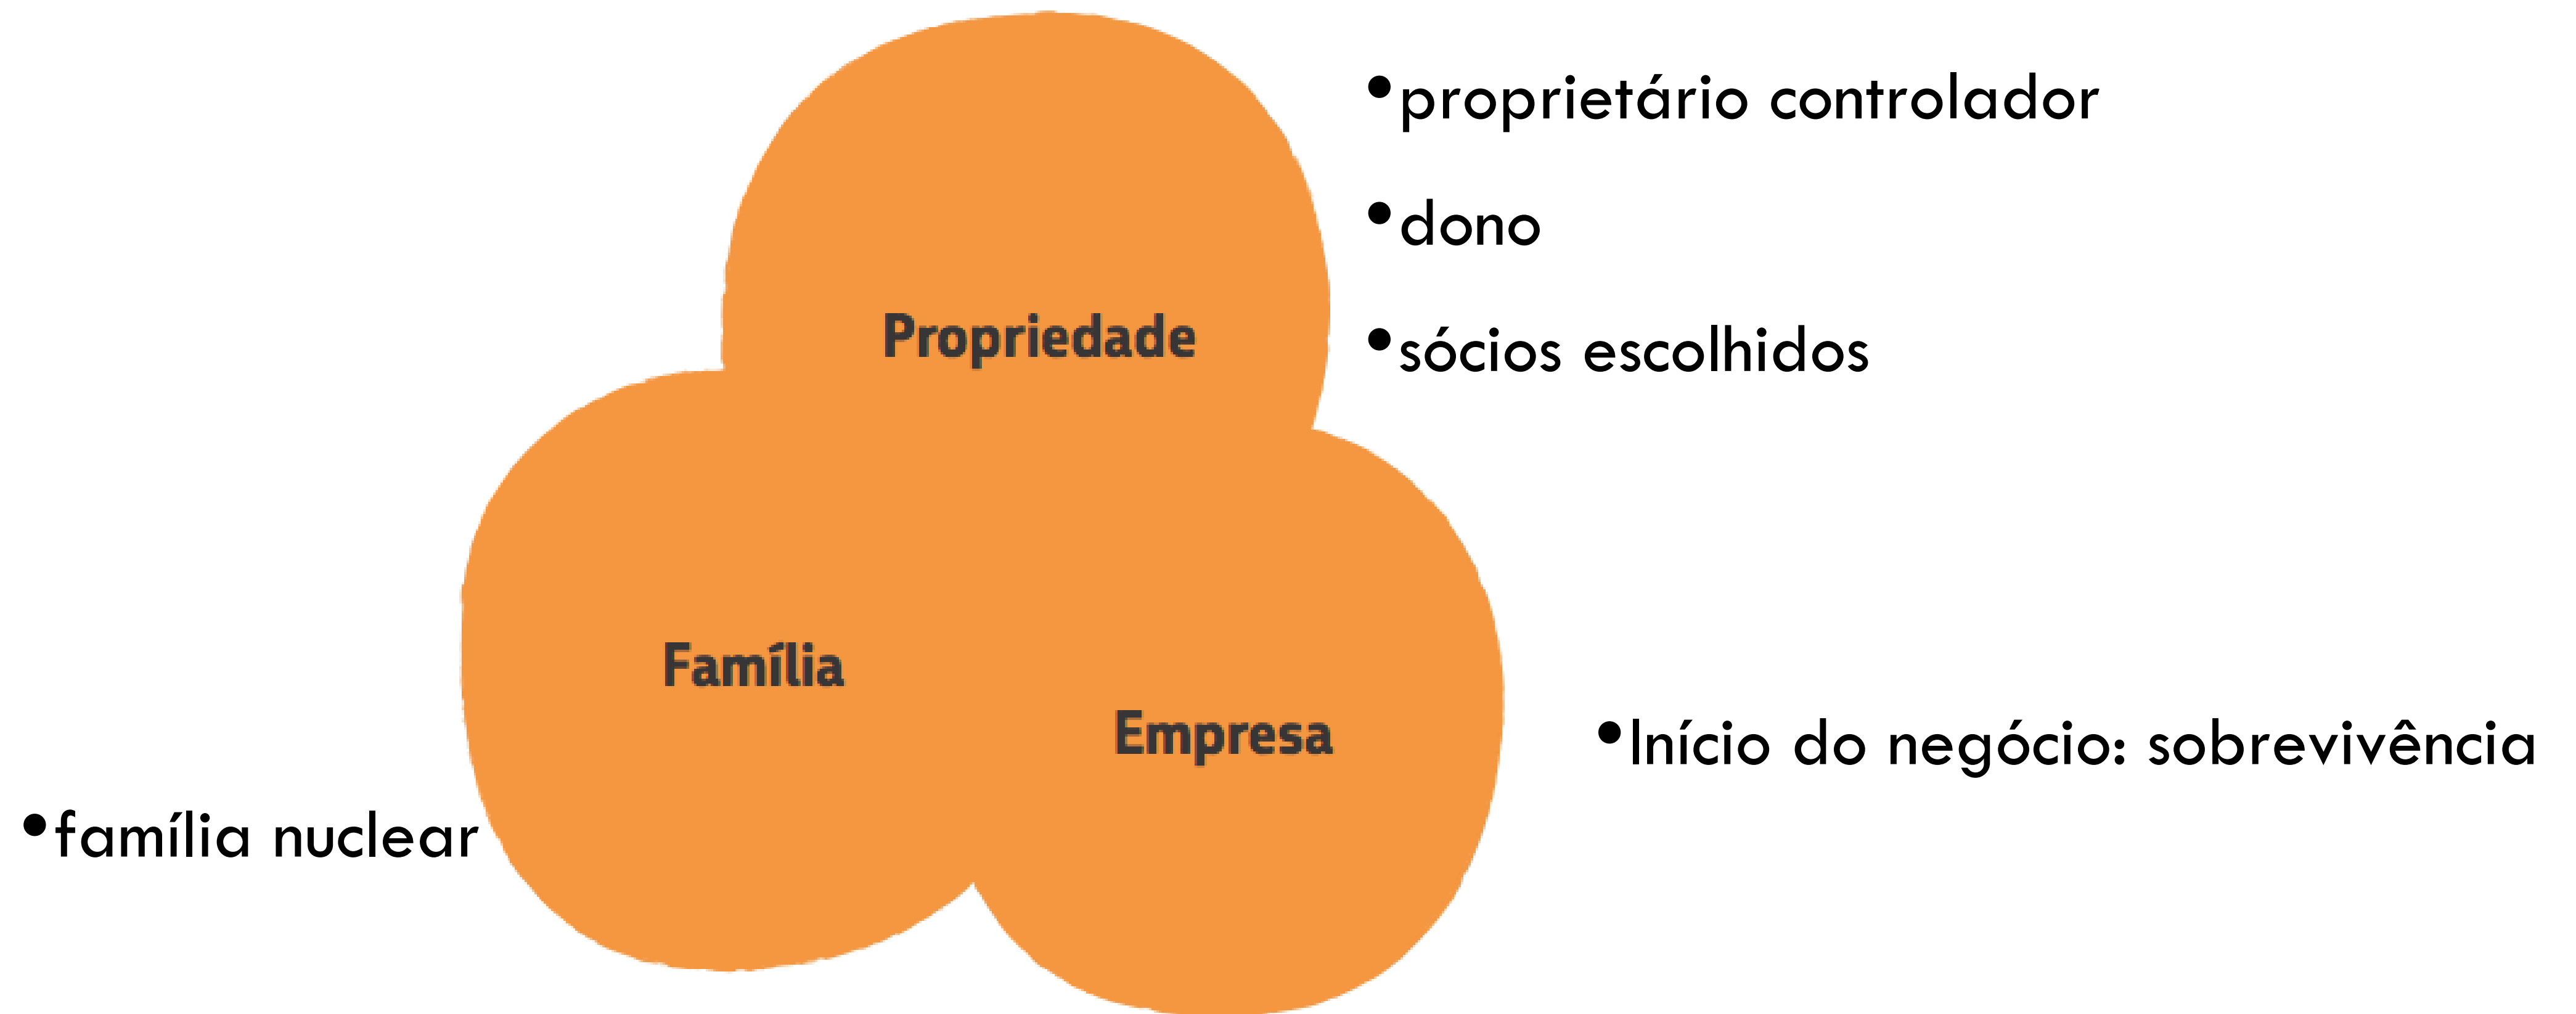 •proprietário controlador
•dono
•sócios escolhidos
Propriedade
Família
Empresa
•Início do negócio: sobrevivência
•família nuclear